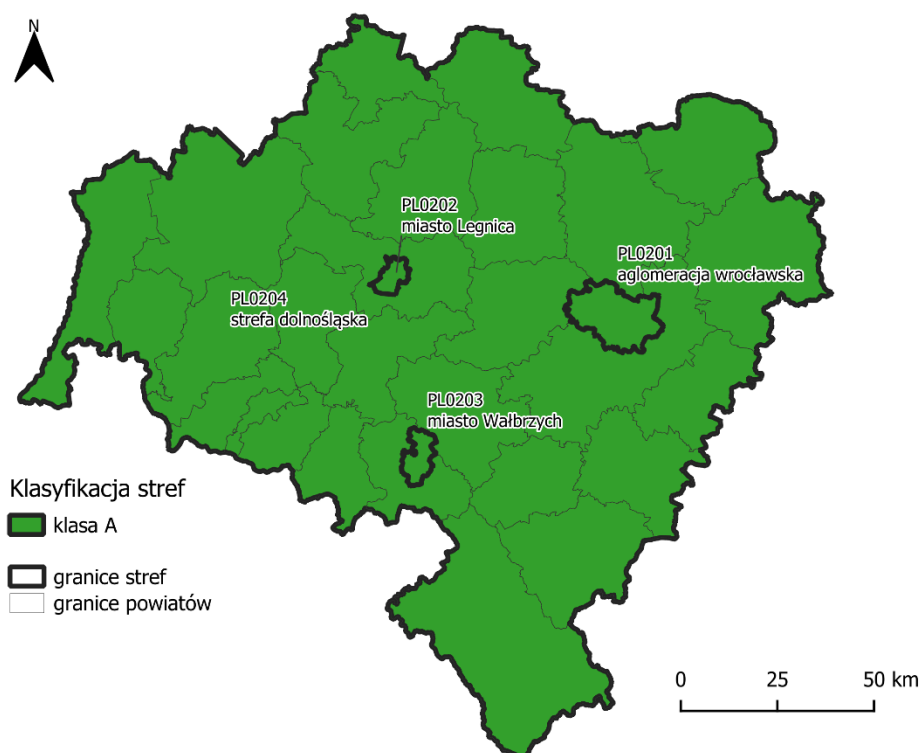 N
PL0202
miasto Legnica
PL0201
aglomeracja wrocławska
PL0204
strefa dolnośląska
PL0203
miasto Wałbrzych
Klasyfikacja stref
klasa A
granice stref
granice powiatów
0 25 50 km